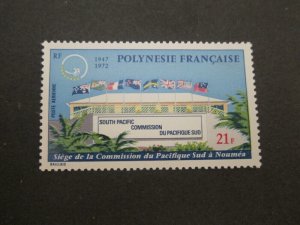 RF
1947
1972
POLYNESIE FRANÇAISE
POSTE AERIENNE
SOUTH PACIFIC
COMMISSION
DU PACIFIQUE SUD
21F
Siège de la Commission du Pacifique Sud à Nouméa